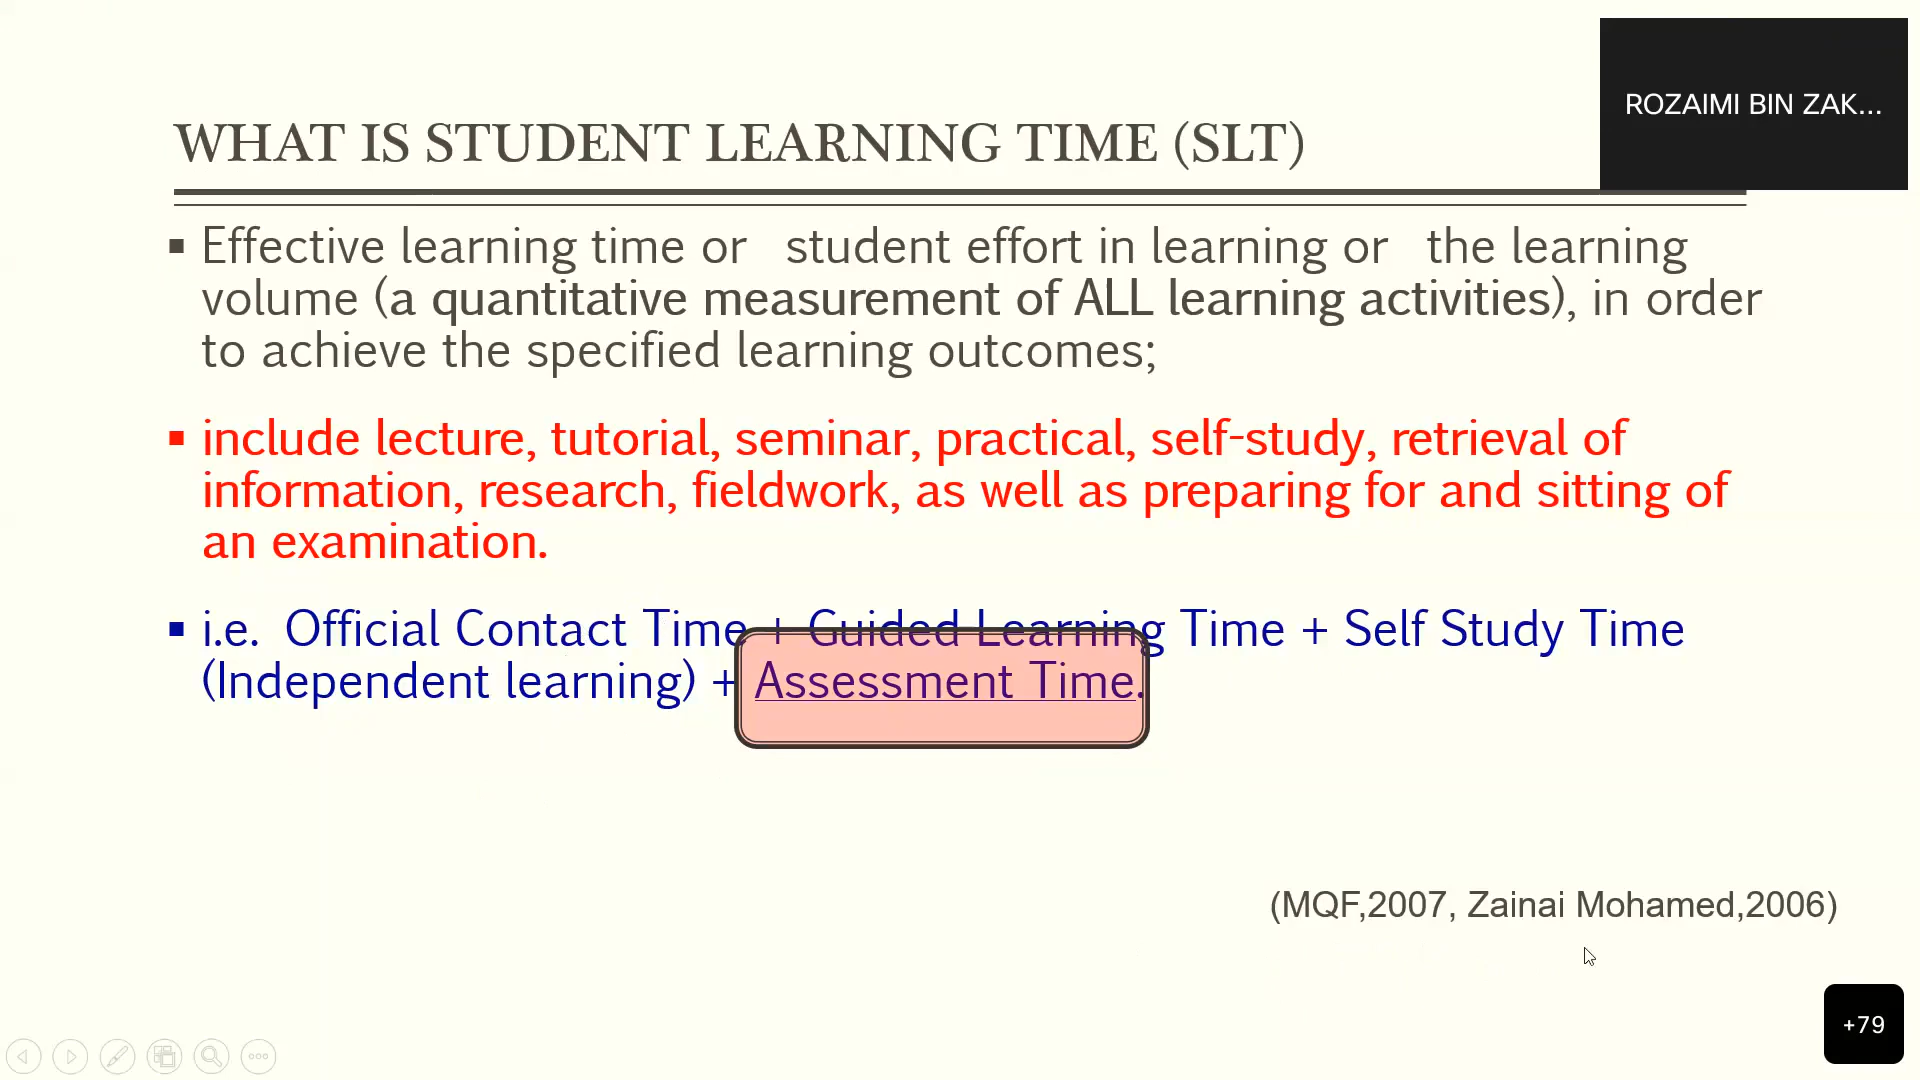 ROZAIMI BIN ZAK...
WHAT IS STUDENT LEARNING TIME (SLT)
▪ Effective learning time or student effort in learning or the learning
volume (a quantitative measurement of ALL learning activities), in order
to achieve the specified learning outcomes;
▪ include lecture, tutorial, seminar, practical, self-study, retrieval of
information, research, fieldwork, as well as preparing for and sitting of
an examination.
▪ i.e. Official Contact Time + Guided Learning Time + Self Study Time
(Independent learning) + Assessment Time.
(MQF,2007, Zainai Mohamed,2006)
+79